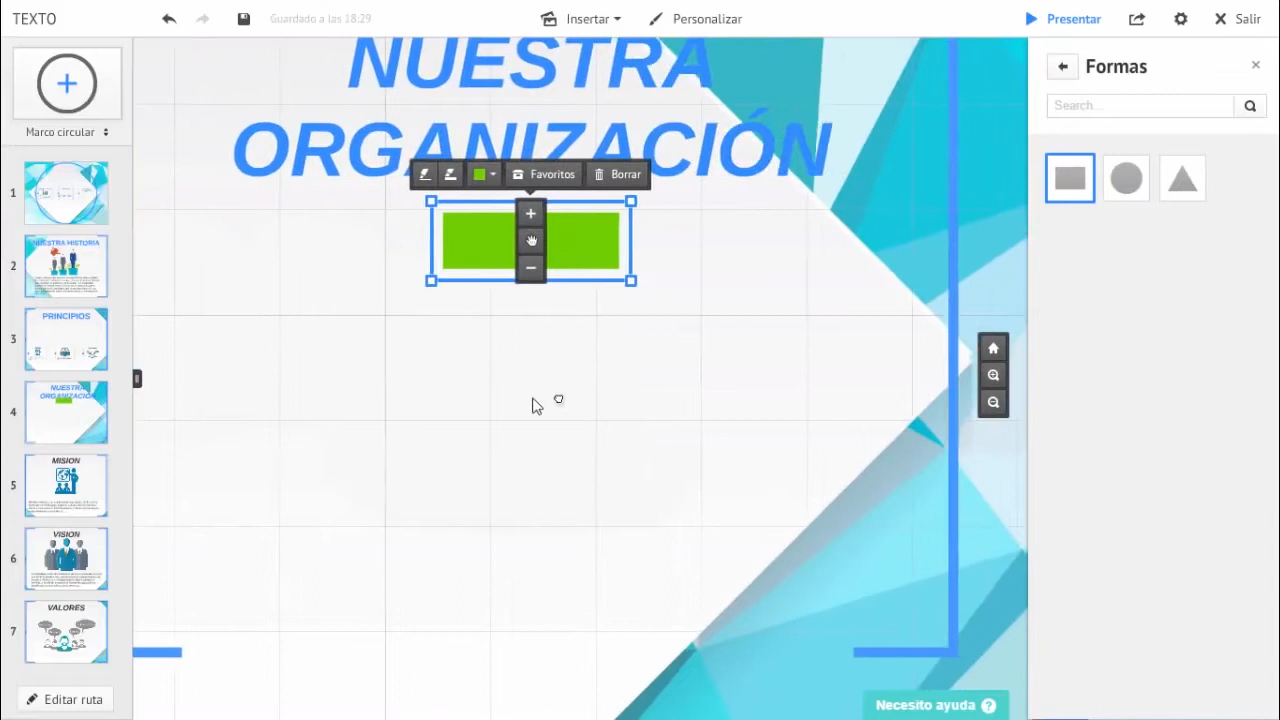 TEXTO
Guardado a las 18:29
Insertar
Personalizar
Presentar
Salir
Marco circular
1
2
NUESTRA HISTORIA
3
PRINCIPIOS
4
NUESTRA
ORGANIZACIÓN
5
MISION
6
VISION
7
VALORES
Editar ruta
NUESTRA
ORGANIZACIÓN
Favoritos
Borrar
Formas
Search...
Necesito ayuda ?